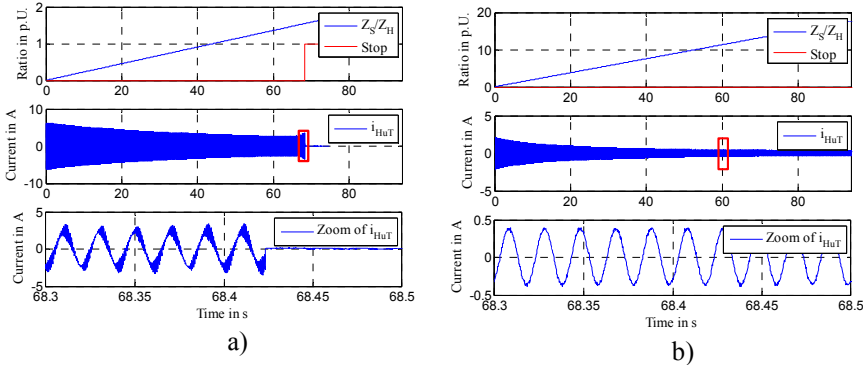 2
1
0
Ratio in p.U.
Z_S/Z_H
Stop
0 20 40 60 80
10
0
-10
Current in A
i_HuT
0 20 40 60 80
5
0
-5
Current in A
Zoom of i_HuT
68.3 68.35 68.4 68.45 68.5
Time in s
a)
20
10
0
Ratio in p.U.
Z_S/Z_H
Stop
0 20 40 60 80
5
0
-5
Current in A
i_HuT
0 20 40 60 80
0.5
0
-0.5
Current in A
Zoom of i_HuT
68.3 68.35 68.4 68.45 68.5
Time in s
b)